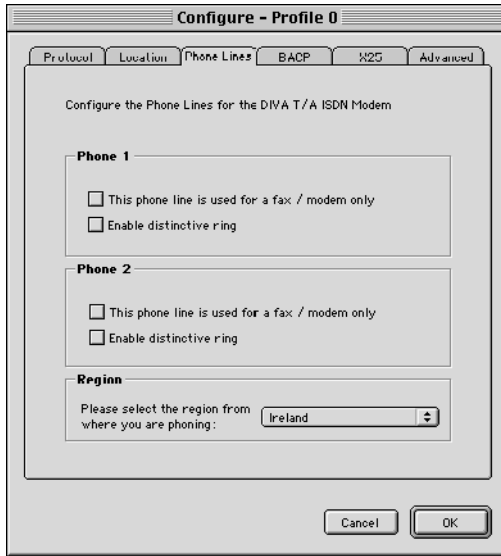 Configure - Profile 0
Protocol
Location
Phone Lines
BACP
X25
Advanced
Configure the Phone Lines for the DIVA T/A ISDN Modem
Phone 1
This phone line is used for a fax / modem only
Enable distinctive ring
Phone 2
This phone line is used for a fax / modem only
Enable distinctive ring
Region
Please select the region from
where you are phoning:
Ireland
Cancel
OK